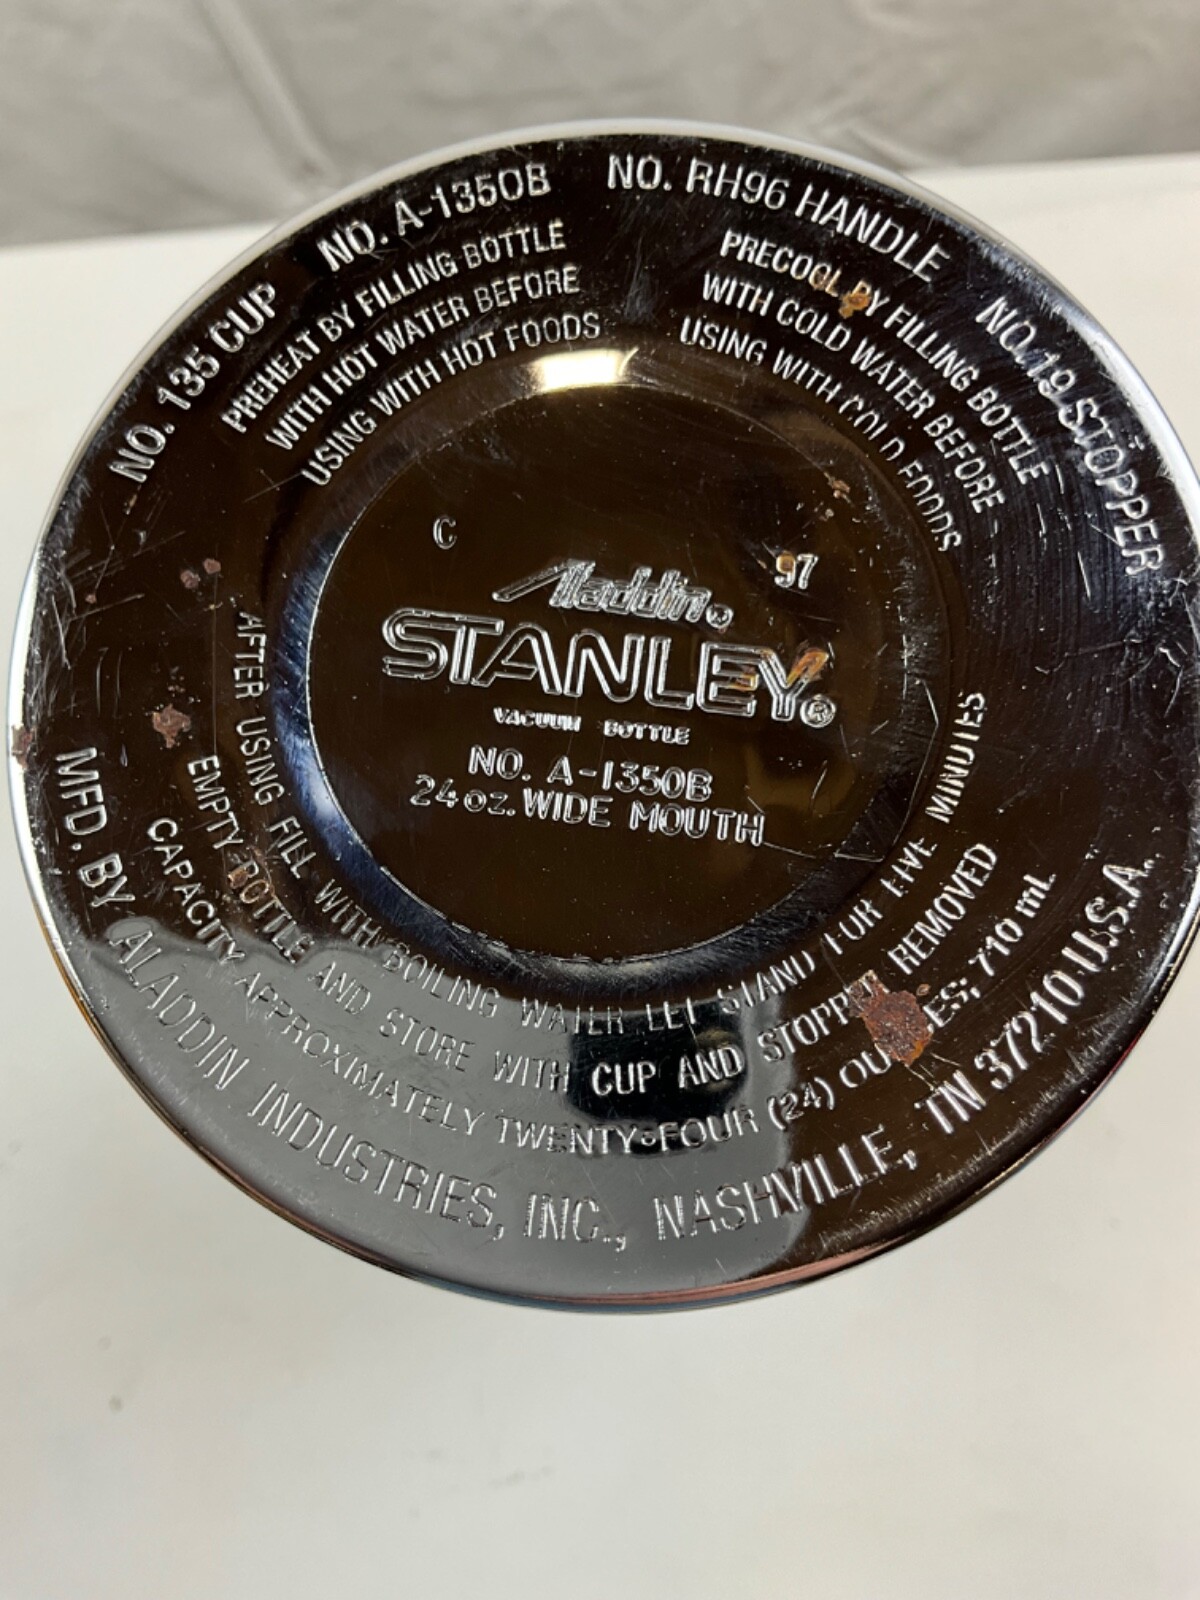 NO. 135 CUP NO. A-1350B NO. RH96 HANDLE NO. 19 STOPPER
PREHEAT BY FILLING BOTTLE
WITH HOT WATER BEFORE
USING WITH HOT FOODS
PRECOOL BY FILLING BOTTLE
WITH COLD WATER BEFORE
USING WITH COLD FOODS
C
97
Aladdin®
STANLEY®
VACUUM BOTTLE
NO. A-1350B
24 oz. WIDE MOUTH
AFTER USING FILL WITH BOILING WATER LET STAND FOR FIVE MINUTES
EMPTY BOTTLE AND STORE WITH CUP AND STOPPER REMOVED
CAPACITY APPROXIMATELY TWENTY-FOUR (24) OUNCES; 710 mL.
MFD. BY ALADDIN INDUSTRIES, INC., NASHVILLE, TN 37210 U.S.A.